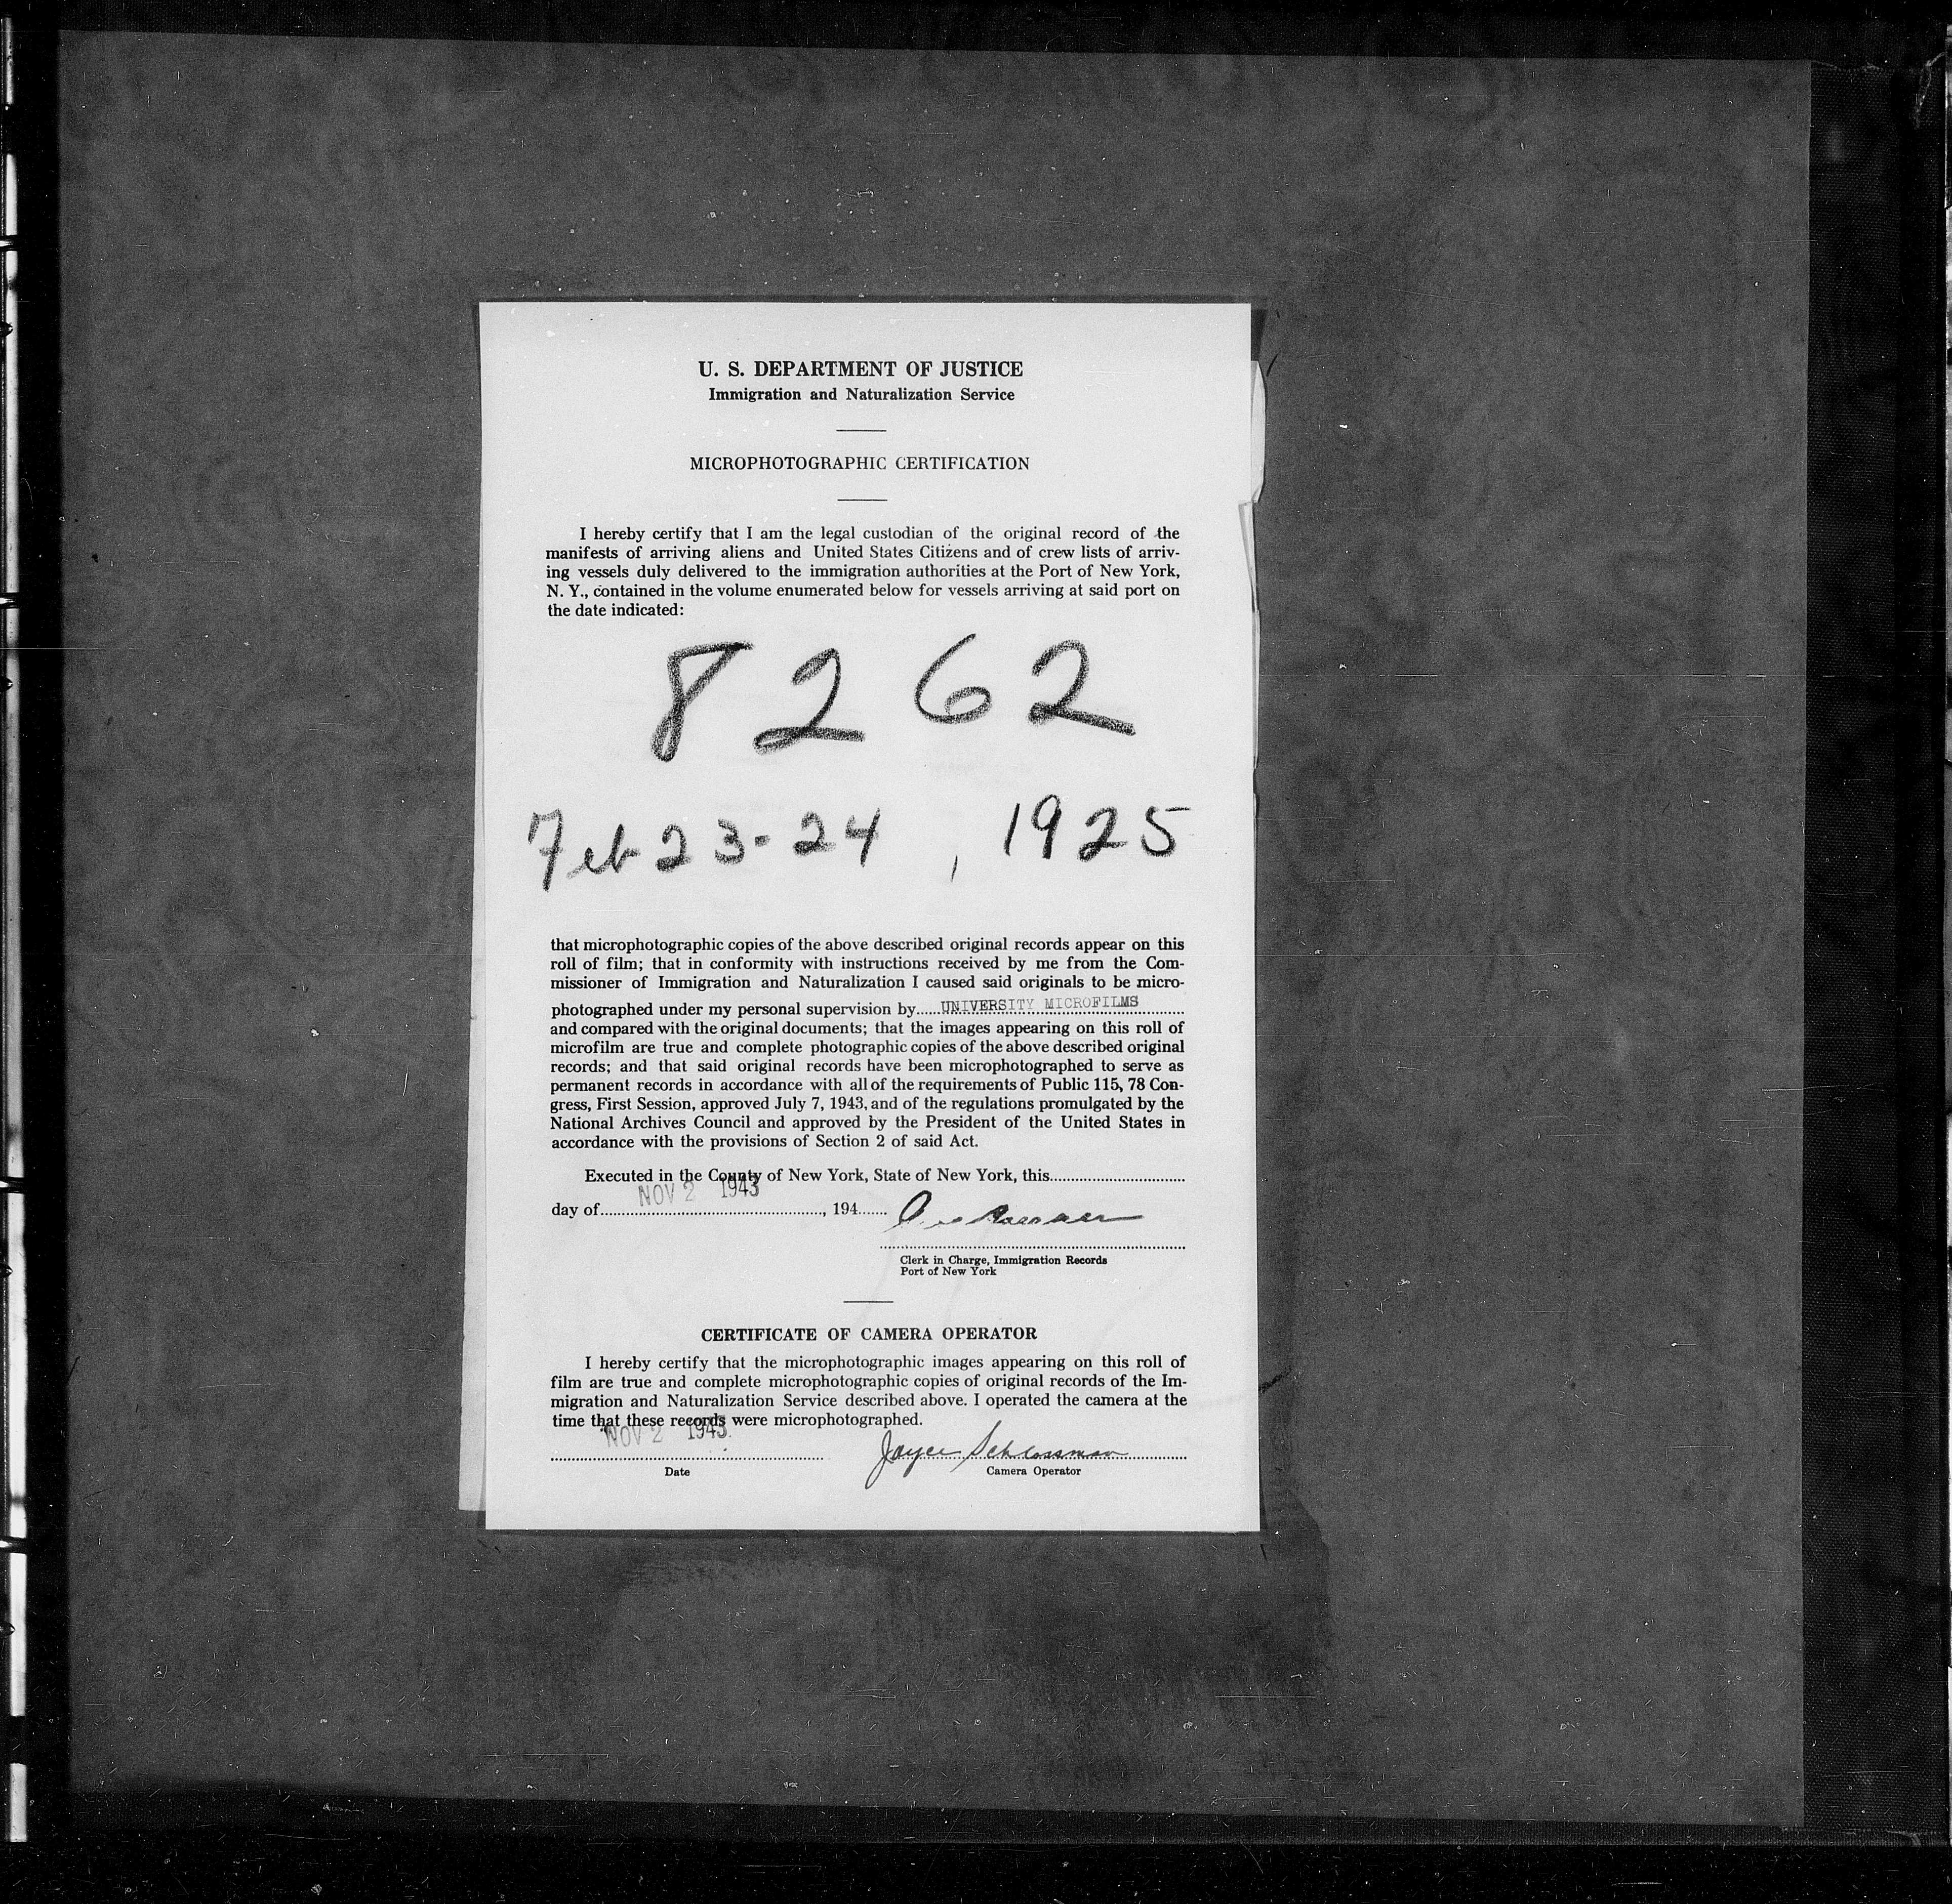 U. S. DEPARTMENT OF JUSTICE
Immigration and Naturalization Service
MICROPHOTOGRAPHIC CERTIFICATION
I hereby certify that I am the legal custodian of the original record of the
manifests of arriving aliens and United States Citizens and of crew lists of arriv-
ing vessels duly delivered to the immigration authorities at the Port of New York,
N. Y., contained in the volume enumerated below for vessels arriving at said port on
the date indicated:
8262
Feb 23-24, 1925
that microphotographic copies of the above described original records appear on this
roll of film; that in conformity with instructions received by me from the Com-
missioner of Immigration and Naturalization I caused said originals to be micro-
photographed under my personal supervision by UNIVERSITY MICROFILMS
and compared with the original documents; that the images appearing on this roll of
microfilm are true and complete photographic copies of the above described original
records; and that said original records have been microphotographed to serve as
permanent records in accordance with all of the requirements of Public 115, 78 Con-
gress, First Session, approved July 7, 1943, and of the regulations promulgated by the
National Archives Council and approved by the President of the United States in
accordance with the provisions of Section 2 of said Act.
Executed in the County of New York, State of New York, this
NOV 2 1943
day of , 194
Clerk in Charge, Immigration Records
Port of New York
CERTIFICATE OF CAMERA OPERATOR
I hereby certify that the microphotographic images appearing on this roll of
film are true and complete microphotographic copies of original records of the Im-
migration and Naturalization Service described above. I operated the camera at the
time that these records were microphotographed.
NOV 2 1943
Joyce Schlossman
Date
Camera Operator